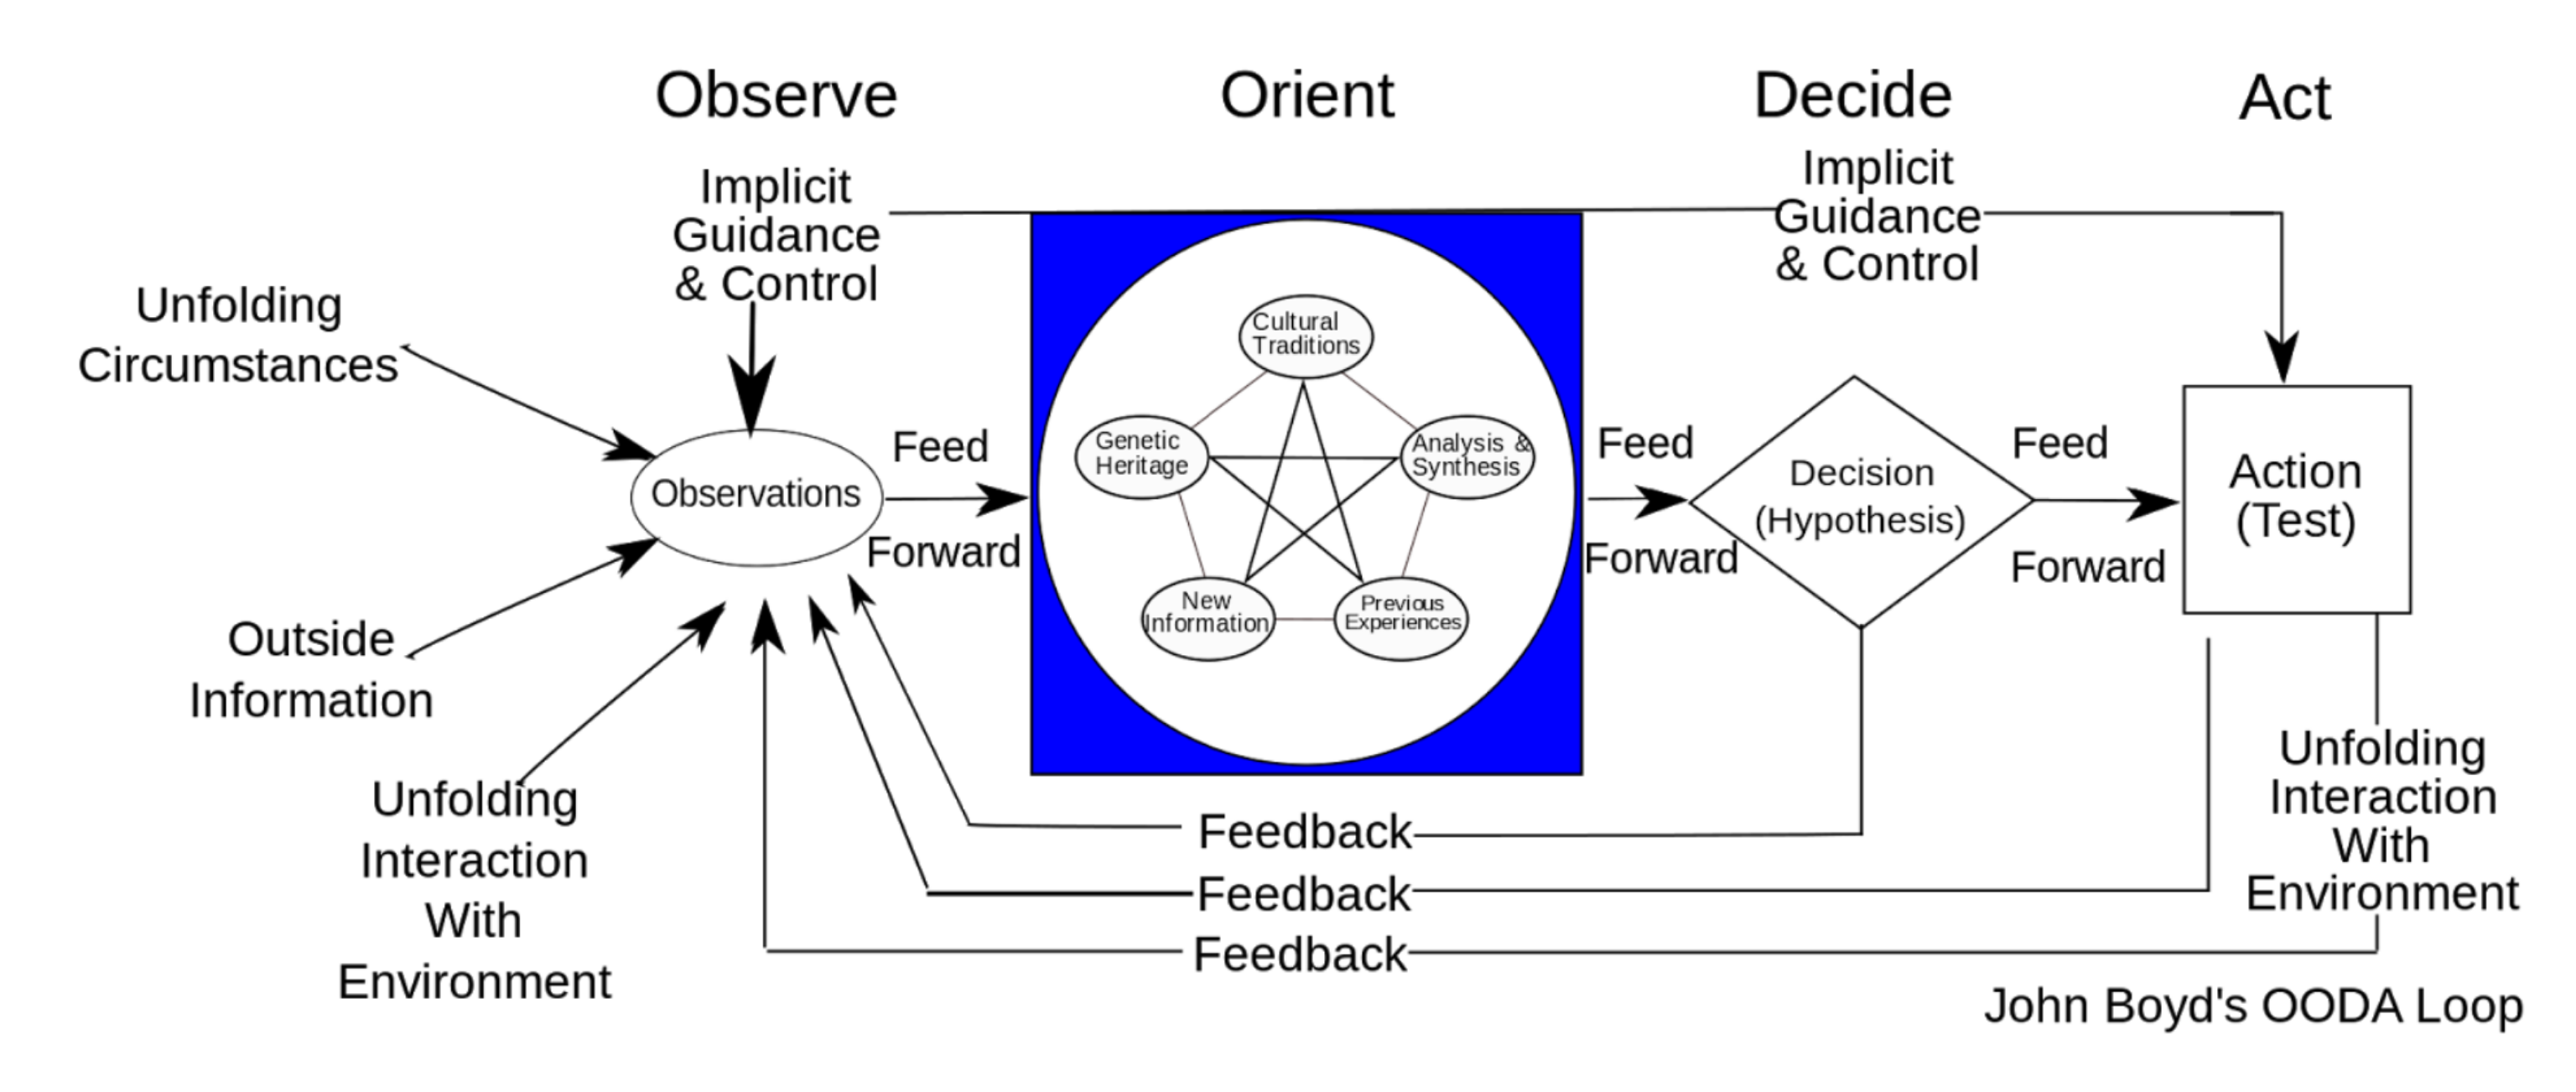 Observe
Orient
Decide
Act
Implicit
Guidance
& Control
Implicit
Guidance
& Control
Unfolding
Circumstances
Observations
Feed
Forward
Cultural
Traditions
Genetic
Heritage
Analysis &
Synthesis
New
Information
Previous
Experiences
Feed
Forward
Decision
(Hypothesis)
Feed
Forward
Action
(Test)
Outside
Information
Unfolding
Interaction
With
Environment
Unfolding
Interaction
With
Environment
Feedback
Feedback
Feedback
John Boyd's OODA Loop